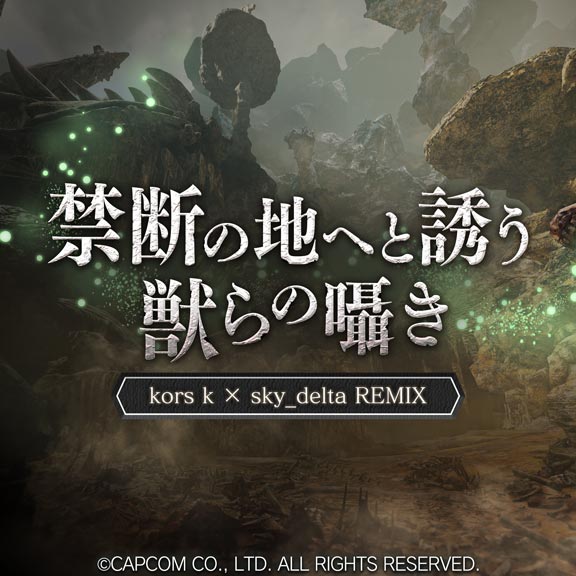 禁断の地へと誘う
獣らの囁き
kors k × sky_delta REMIX
©CAPCOM CO., LTD. ALL RIGHTS RESERVED.